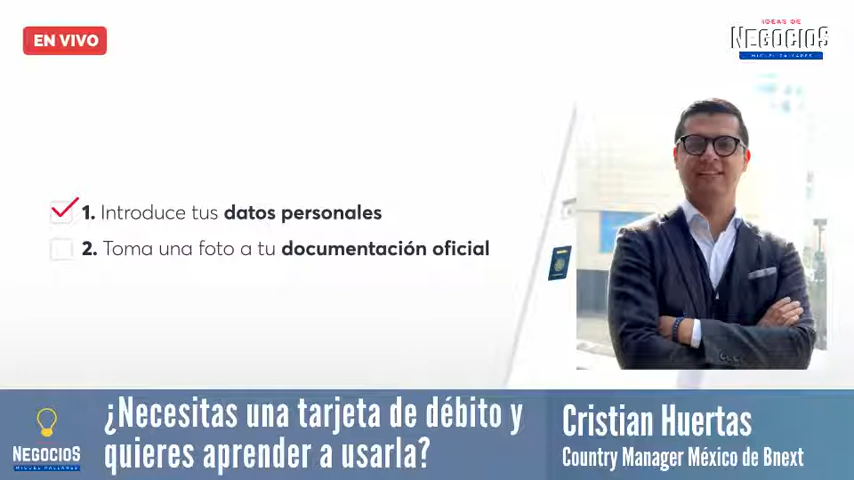 EN VIVO
IDEAS DE
NEGOCIOS
1. Introduce tus datos personales
2. Toma una foto a tu documentación oficial
¿Necesitas una tarjeta de débito y
quieres aprender a usarla?
Cristian Huertas
Country Manager México de Bnext
NEGOCIOS